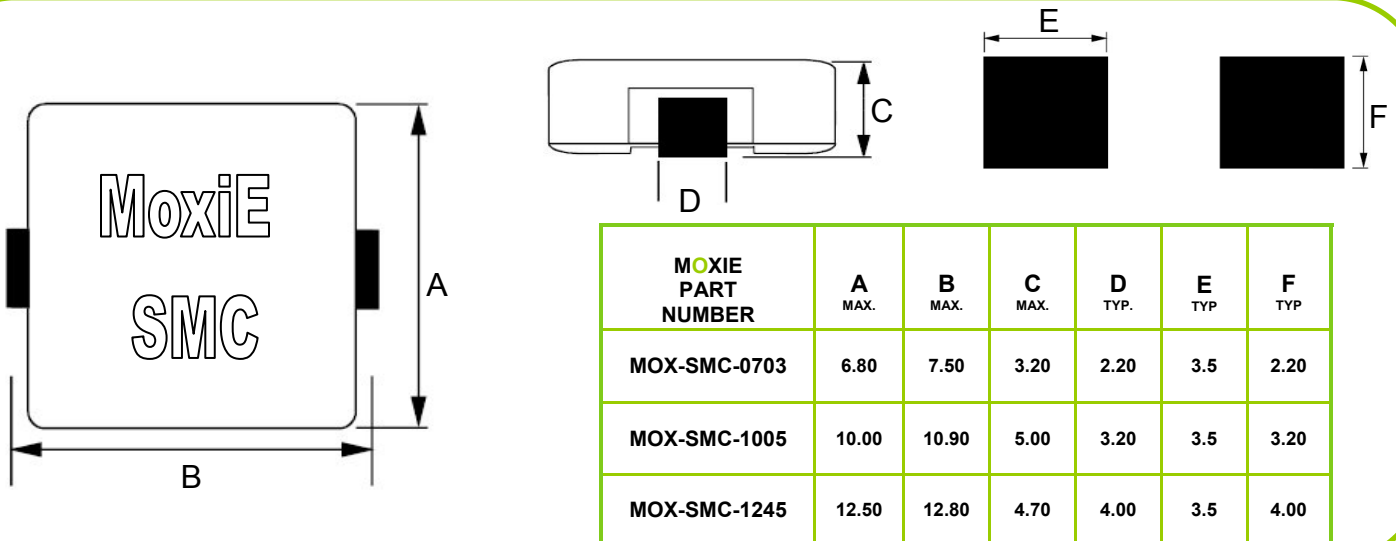 MoxiE
SMC
A
B
C
D
E
F
MOXIE
PART
NUMBER
A
MAX.
B
MAX.
C
MAX.
D
TYP.
E
TYP
F
TYP
MOX-SMC-0703 6.80 7.50 3.20 2.20 3.5 2.20
MOX-SMC-1005 10.00 10.90 5.00 3.20 3.5 3.20
MOX-SMC-1245 12.50 12.80 4.70 4.00 3.5 4.00